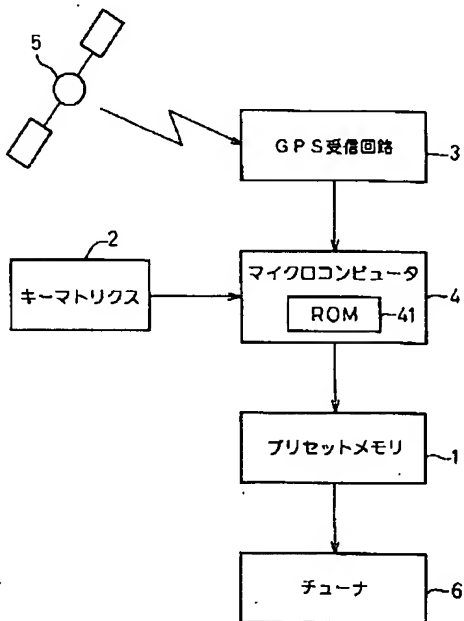 5
GPS受信回路
3
2
キーマトリクス
マイクロコンピュータ
ROM
41
4
プリセットメモリ
1
チューナ
6